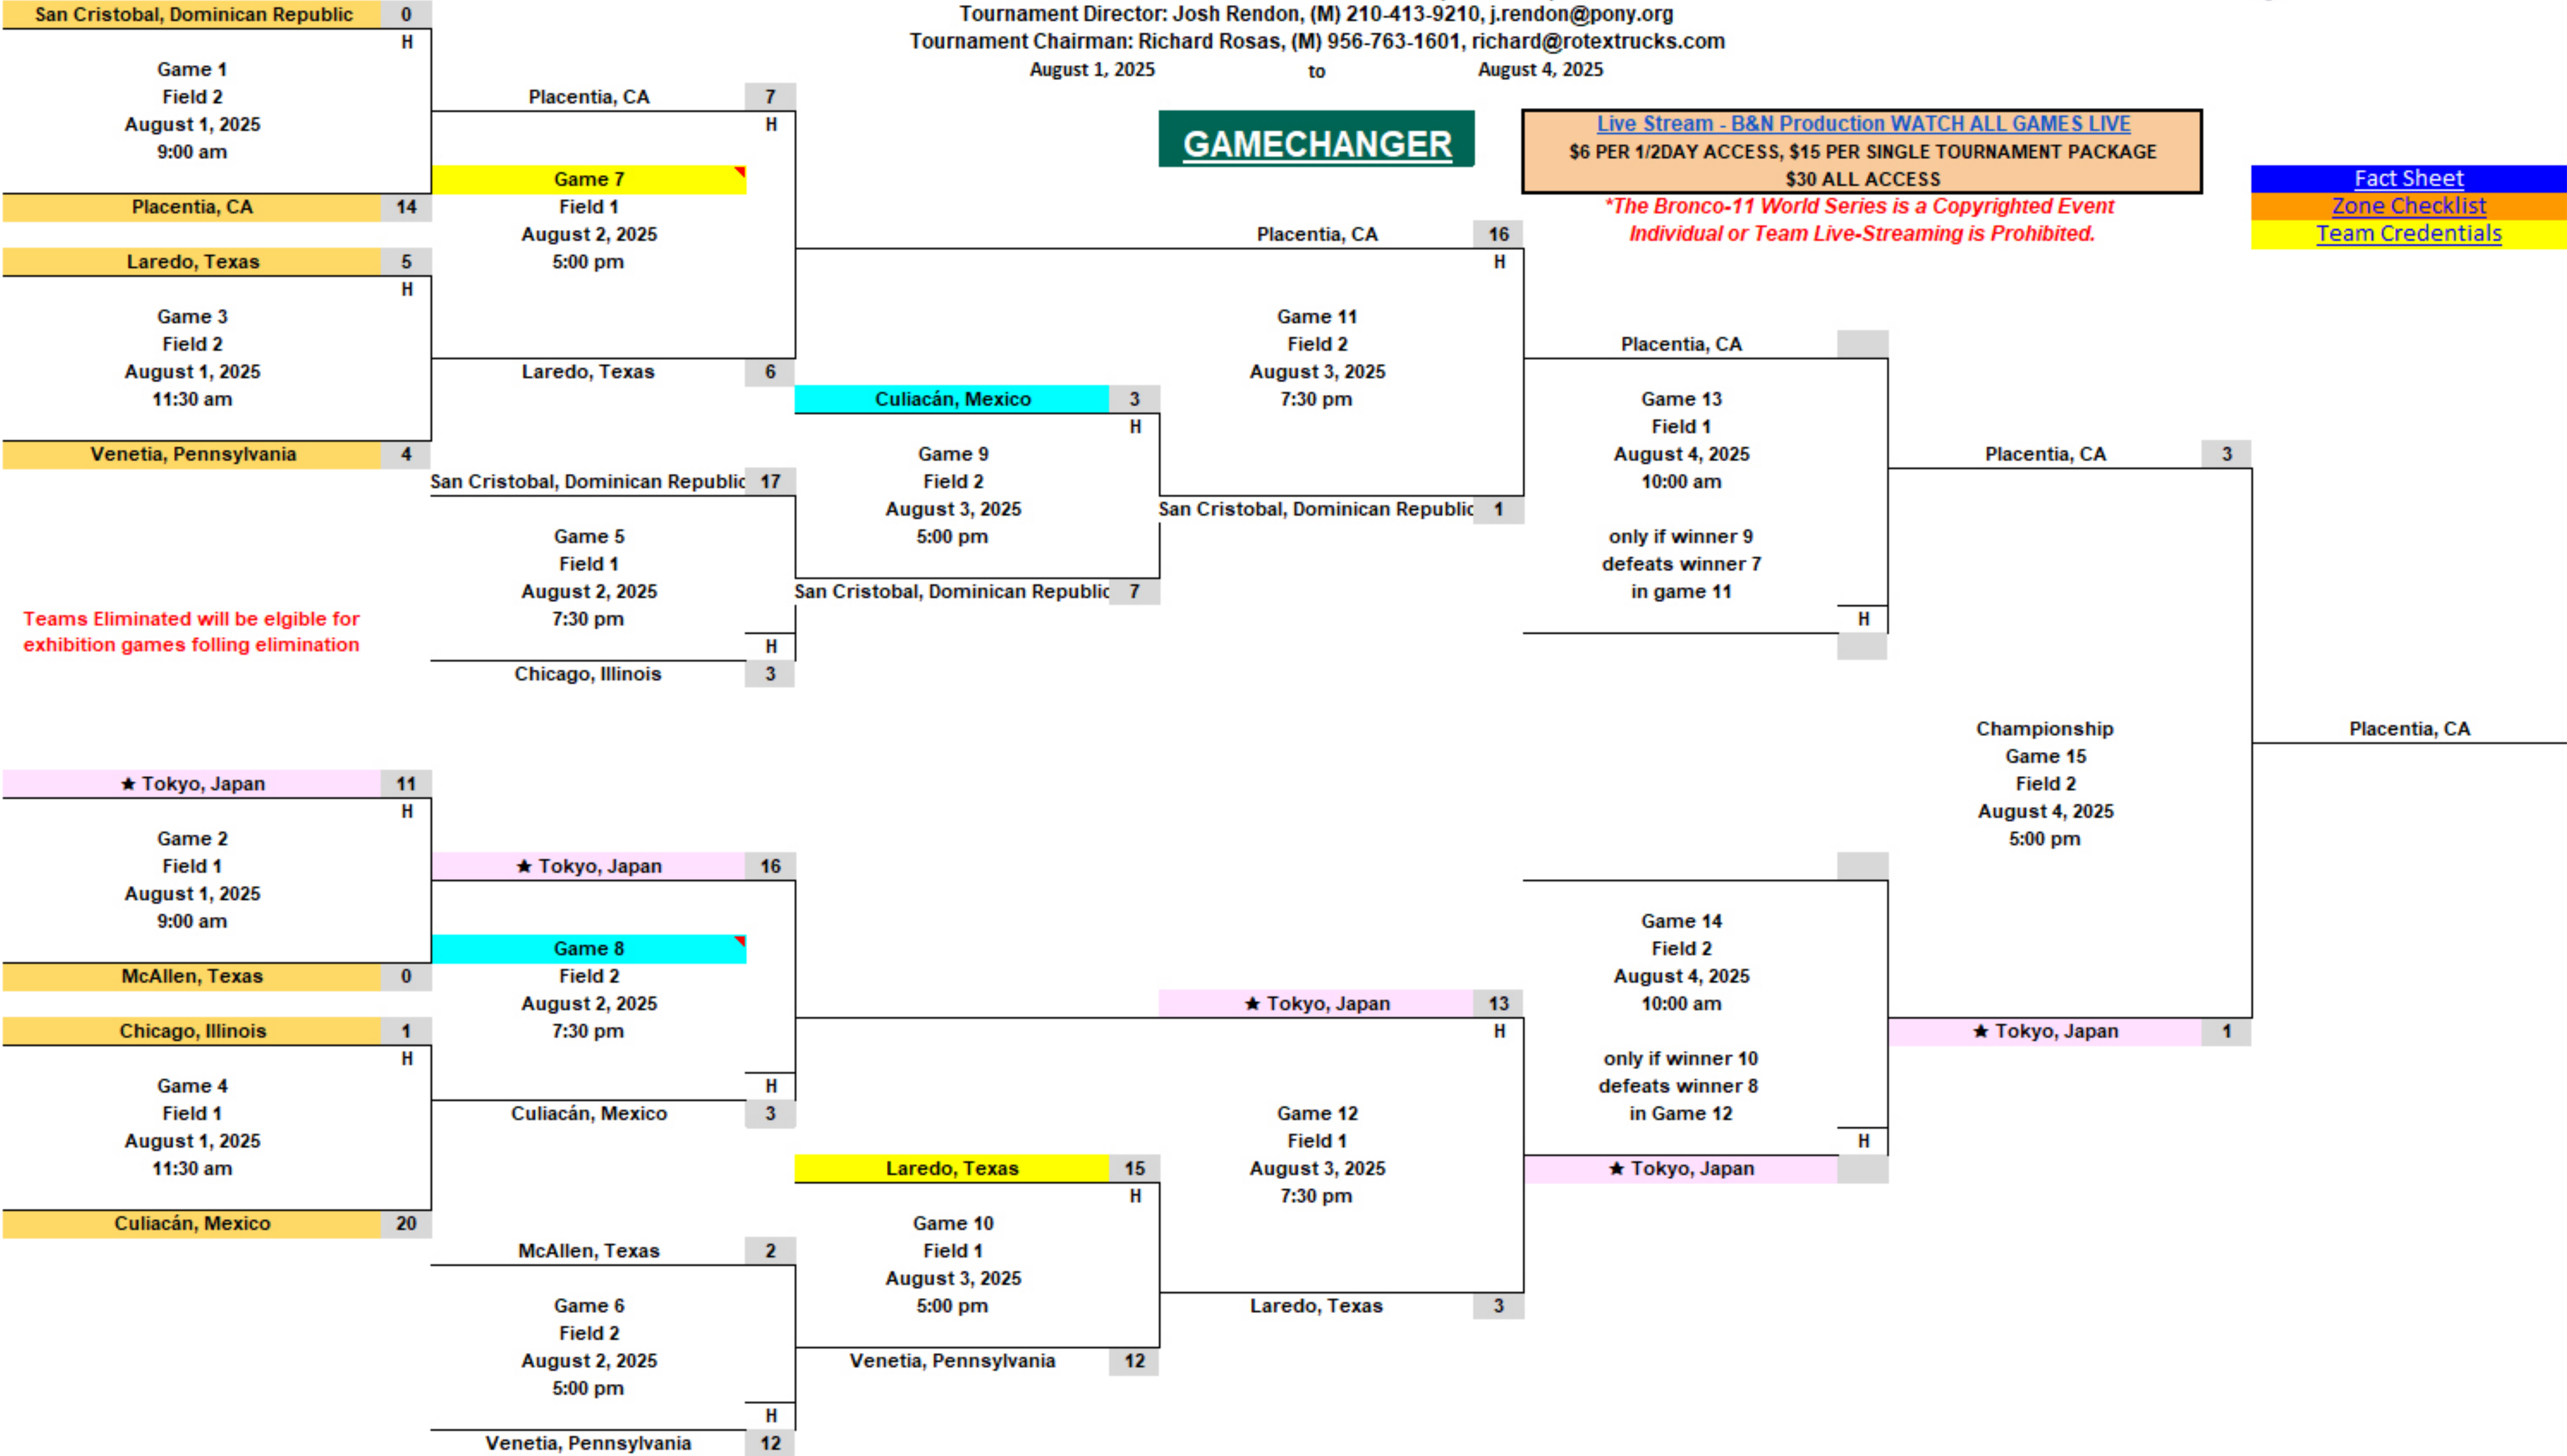 Tournament Director: Josh Rendon, (M) 210-413-9210, j.rendon@pony.org
Tournament Chairman: Richard Rosas, (M) 956-763-1601, richard@rotextrucks.com
August 1, 2025 to August 4, 2025
GAMECHANGER
Live Stream - B&N Production WATCH ALL GAMES LIVE
$6 PER 1/2DAY ACCESS, $15 PER SINGLE TOURNAMENT PACKAGE
$30 ALL ACCESS
*The Bronco-11 World Series is a Copyrighted Event
Individual or Team Live-Streaming is Prohibited.
Fact Sheet
Zone Checklist
Team Credentials
San Cristobal, Dominican Republic 0
H
Game 1
Field 2
August 1, 2025
9:00 am
Placentia, CA 14
Laredo, Texas 5
H
Game 3
Field 2
August 1, 2025
11:30 am
Venetia, Pennsylvania 4
Teams Eliminated will be elgible for
exhibition games folling elimination
★ Tokyo, Japan 11
H
Game 2
Field 1
August 1, 2025
9:00 am
McAllen, Texas 0
Chicago, Illinois 1
H
Game 4
Field 1
August 1, 2025
11:30 am
Culiacán, Mexico 20
Placentia, CA 7
H
Game 7
Field 1
August 2, 2025
5:00 pm
Laredo, Texas 6
San Cristobal, Dominican Republic 17
Game 5
Field 1
August 2, 2025
7:30 pm
H
Chicago, Illinois 3
★ Tokyo, Japan 16
Game 8
Field 2
August 2, 2025
7:30 pm
H
Culiacán, Mexico 3
McAllen, Texas 2
Game 6
Field 2
August 2, 2025
5:00 pm
H
Venetia, Pennsylvania 12
Culiacán, Mexico 3
H
Game 9
Field 2
August 3, 2025
5:00 pm
San Cristobal, Dominican Republic 7
Laredo, Texas 15
H
Game 10
Field 1
August 3, 2025
5:00 pm
Venetia, Pennsylvania 12
Placentia, CA 16
H
Game 11
Field 2
August 3, 2025
7:30 pm
San Cristobal, Dominican Republic 1
★ Tokyo, Japan 13
H
Game 12
Field 1
August 3, 2025
7:30 pm
Laredo, Texas 3
Placentia, CA
Game 13
Field 1
August 4, 2025
10:00 am
only if winner 9
defeats winner 7
in game 11
H
Game 14
Field 2
August 4, 2025
10:00 am
only if winner 10
defeats winner 8
in Game 12
H
★ Tokyo, Japan
Placentia, CA 3
Championship
Game 15
Field 2
August 4, 2025
5:00 pm
★ Tokyo, Japan 1
Placentia, CA